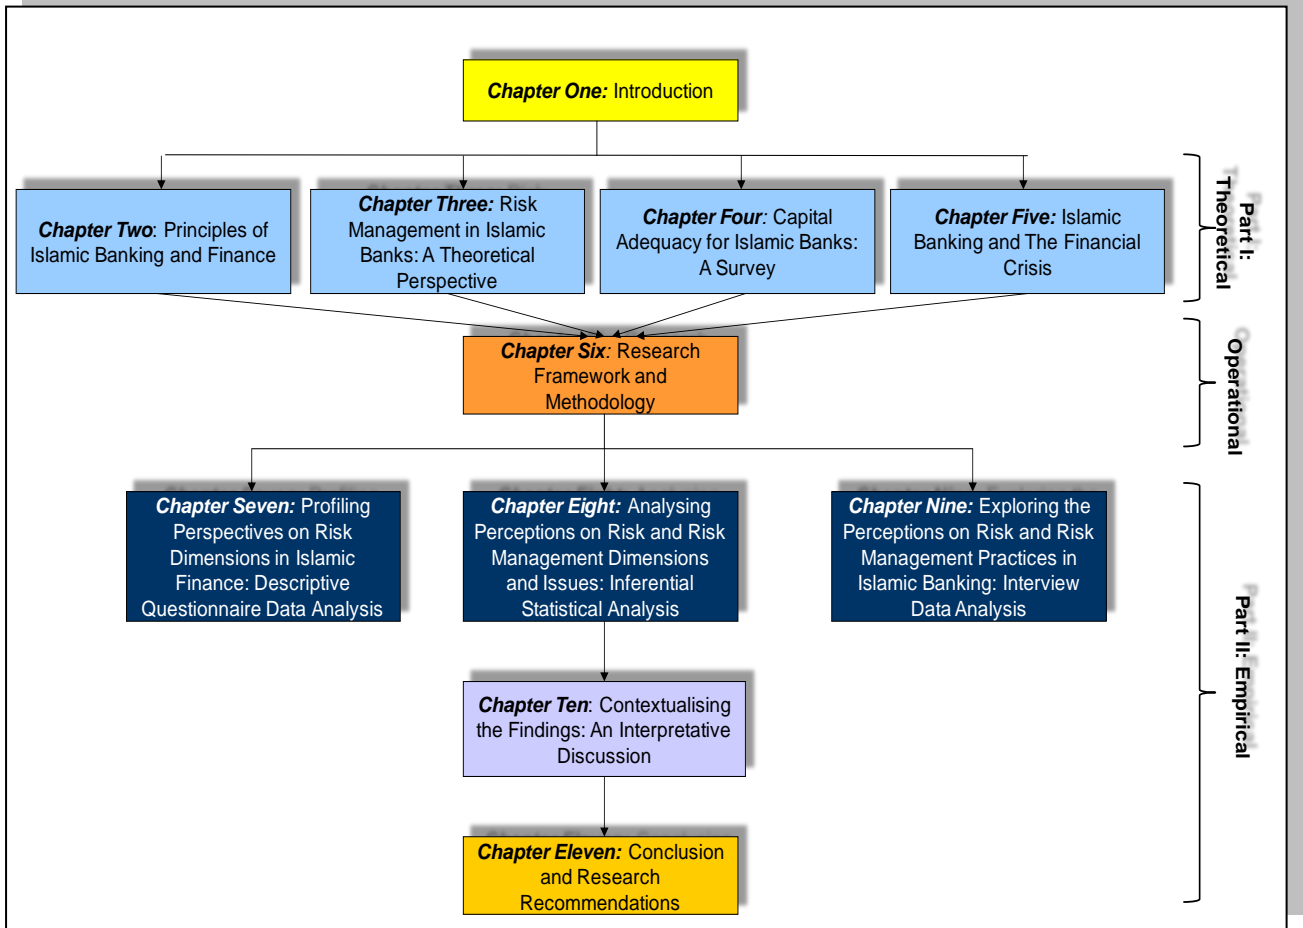 Chapter One: Introduction
Chapter Two: Principles of
Islamic Banking and Finance
Chapter Three: Risk
Management in Islamic
Banks: A Theoretical
Perspective
Chapter Four: Capital
Adequacy for Islamic Banks:
A Survey
Chapter Five: Islamic
Banking and The Financial
Crisis
Part I:
Theoretical
Chapter Six: Research
Framework and
Methodology
Operational
Chapter Seven: Profiling
Perspectives on Risk
Dimensions in Islamic
Finance: Descriptive
Questionnaire Data Analysis
Chapter Eight: Analysing
Perceptions on Risk and Risk
Management Dimensions
and Issues: Inferential
Statistical Analysis
Chapter Nine: Exploring the
Perceptions on Risk and Risk
Management Practices in
Islamic Banking: Interview
Data Analysis
Part II: Empirical
Chapter Ten: Contextualising
the Findings: An Interpretative
Discussion
Chapter Eleven: Conclusion
and Research
Recommendations